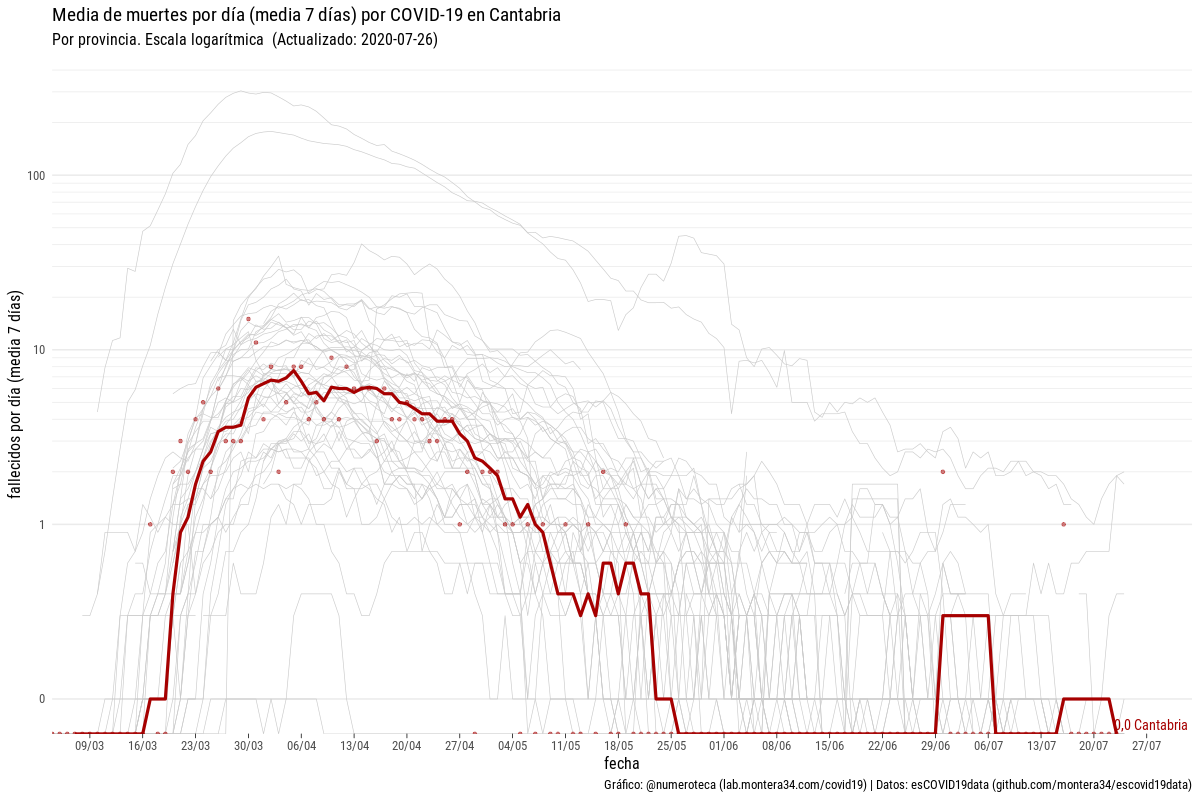 Media de muertes por día (media 7 días) por COVID-19 en Cantabria
Por provincia. Escala logarítmica (Actualizado: 2020-07-26)
fallecidos por día (media 7 días)
100
10
1
0
0,0 Cantabria
09/03 16/03 23/03 30/03 06/04 13/04 20/04 27/04 04/05 11/05 18/05 25/05 01/06 08/06 15/06 22/06 29/06 06/07 13/07 20/07 27/07
fecha
Gráfico: @numeroteca (lab.montera34.com/covid19) | Datos: esCOVID19data (github.com/montera34/escovid19data)